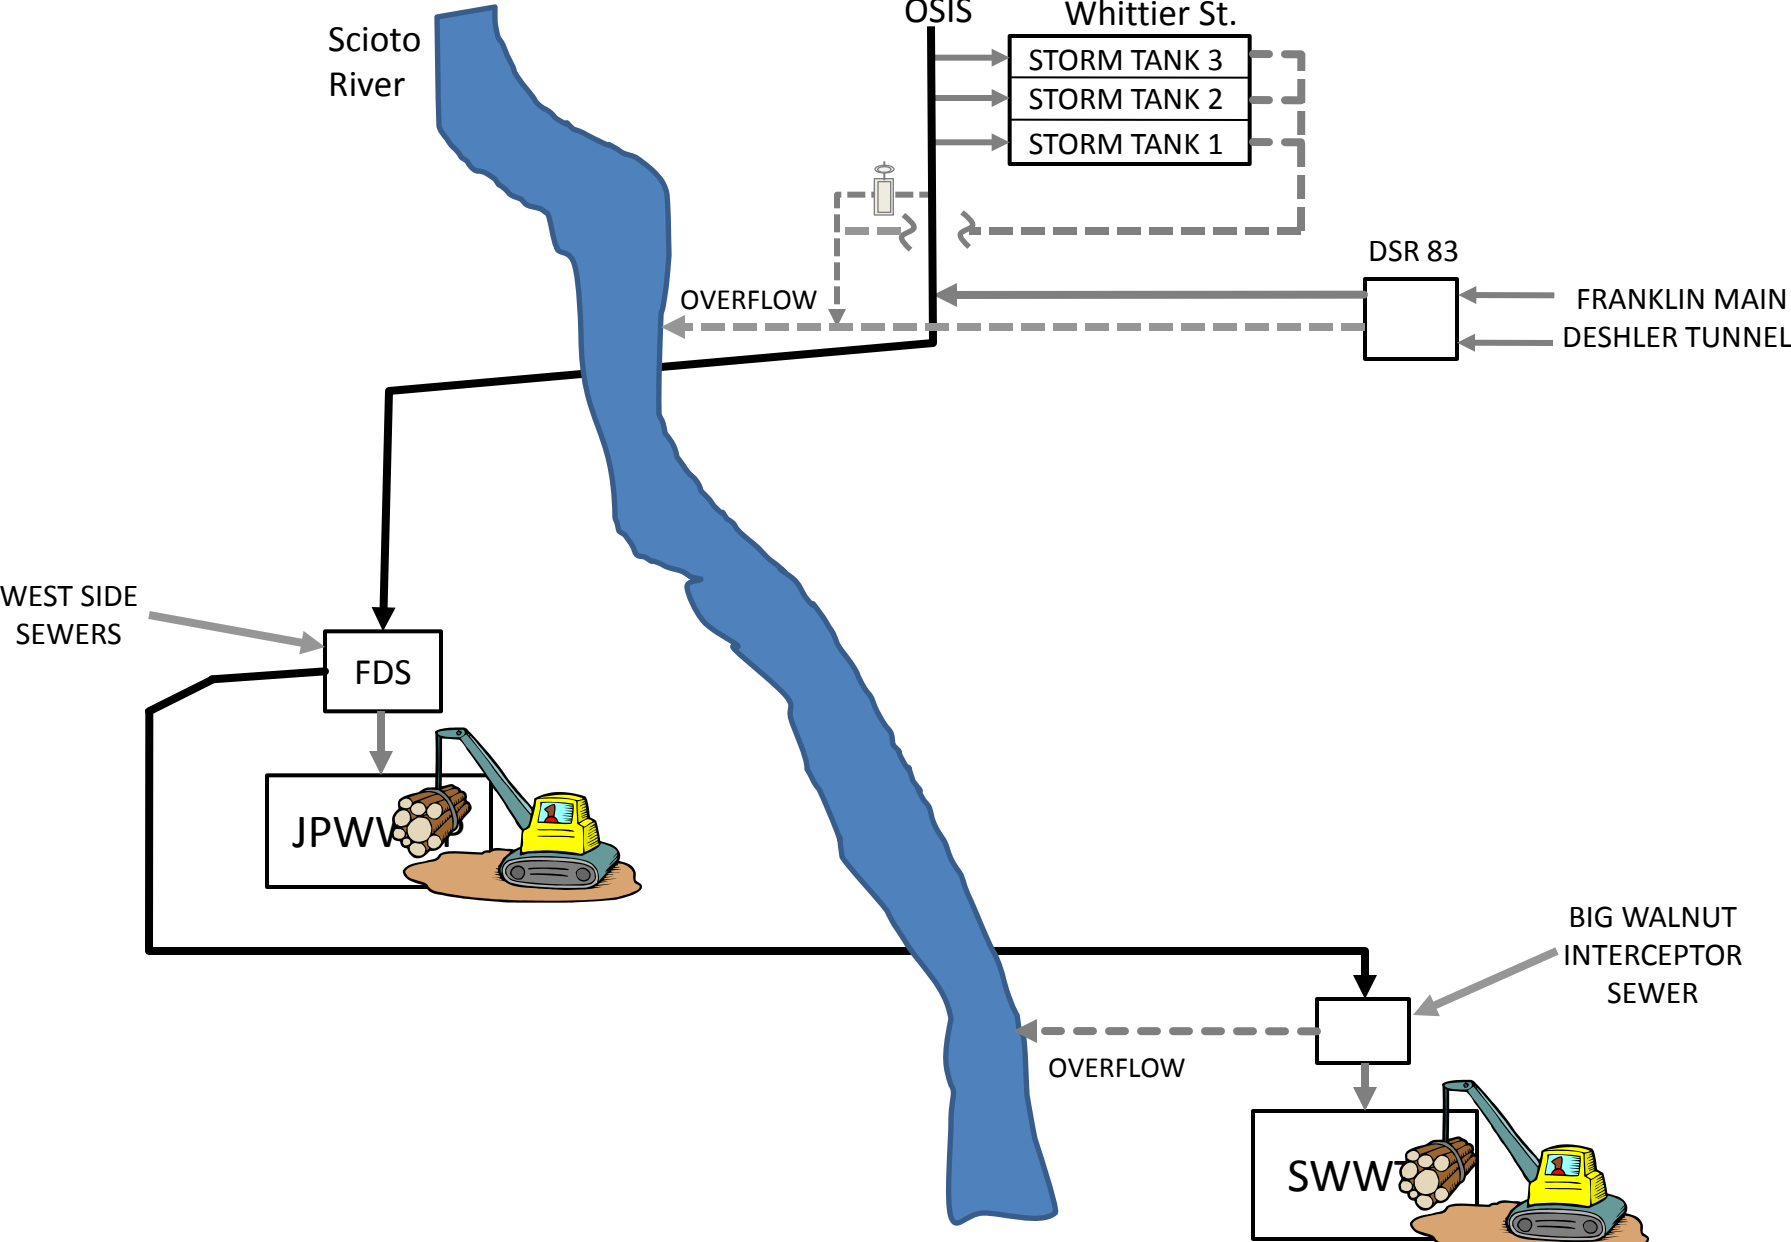 OSIS
Whittier St.
Scioto
River
STORM TANK 3
STORM TANK 2
STORM TANK 1
DSR 83
OVERFLOW
FRANKLIN MAIN
DESHLER TUNNEL
WEST SIDE
SEWERS
FDS
BIG WALNUT
INTERCEPTOR
SEWER
OVERFLOW